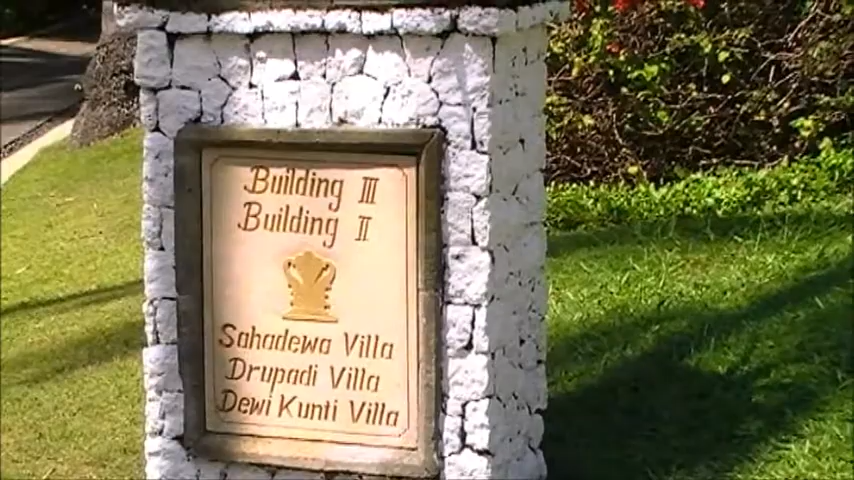 Building III
Building II
Sahadewa Villa
Drupadi Villa
Dewi Kunti Villa